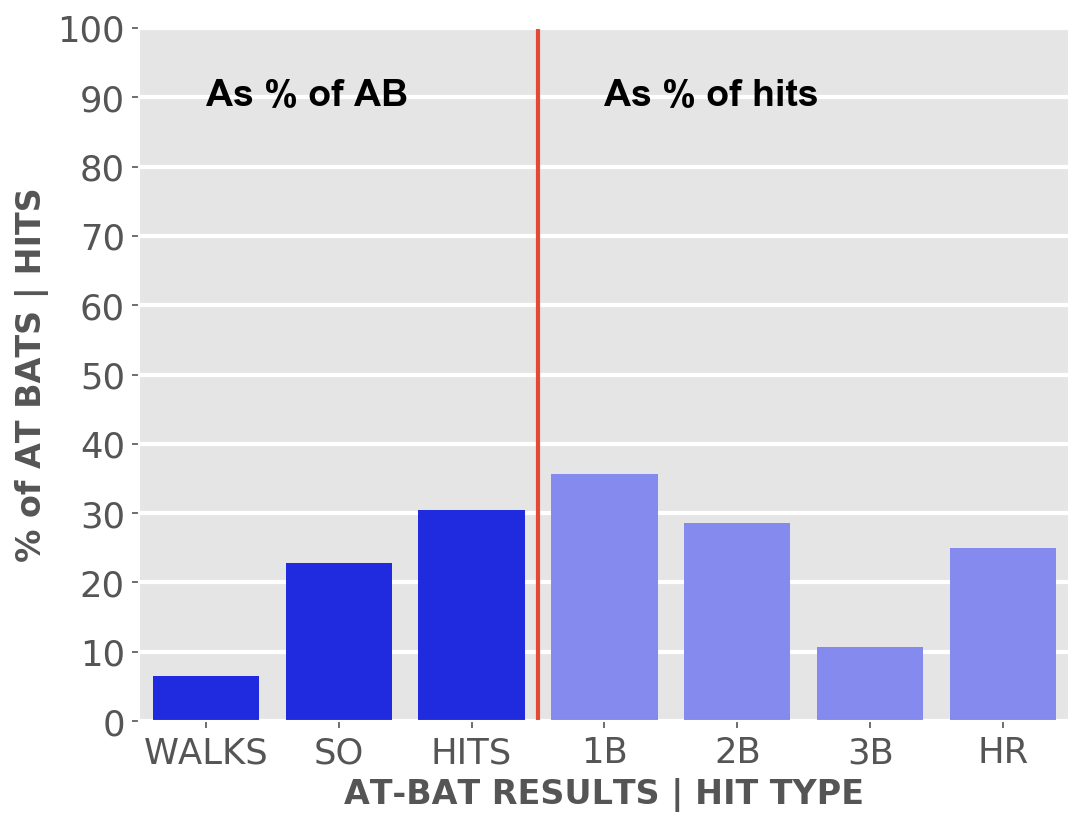 100
90
80
70
60
50
40
30
20
10
0
% of AT BATS | HITS
As % of AB
As % of hits
WALKS SO HITS 1B 2B 3B HR
AT-BAT RESULTS | HIT TYPE